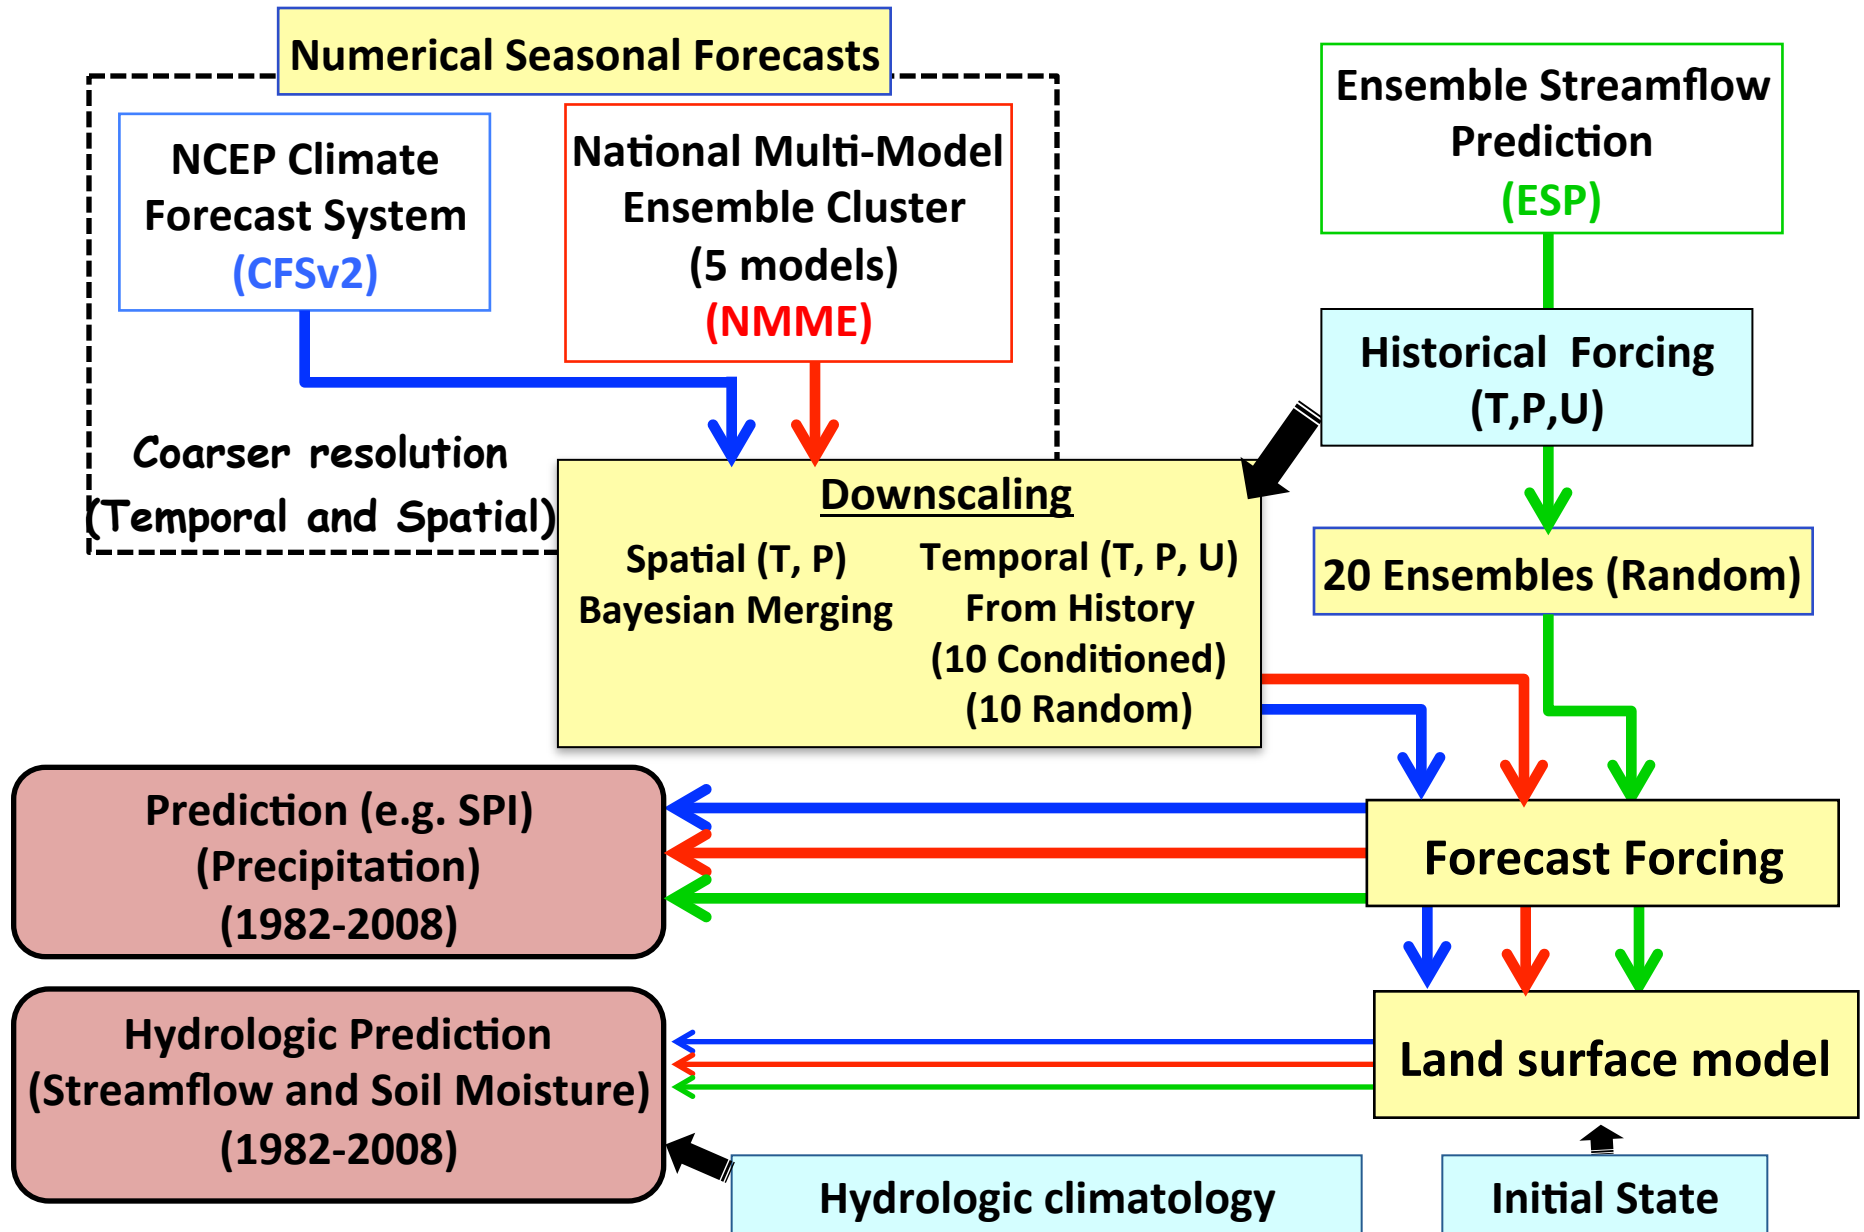 Numerical Seasonal Forecasts
NCEP Climate
Forecast System
(CFSv2)
National Multi-Model
Ensemble Cluster
(5 models)
(NMME)
Ensemble Streamflow
Prediction
(ESP)
Historical Forcing
(T,P,U)
Coarser resolution
(Temporal and Spatial)
Downscaling
Spatial (T, P)
Bayesian Merging
Temporal (T, P, U)
From History
(10 Conditioned)
(10 Random)
20 Ensembles (Random)
Prediction (e.g. SPI)
(Precipitation)
(1982-2008)
Forecast Forcing
Hydrologic Prediction
(Streamflow and Soil Moisture)
(1982-2008)
Land surface model
Hydrologic climatology
Initial State